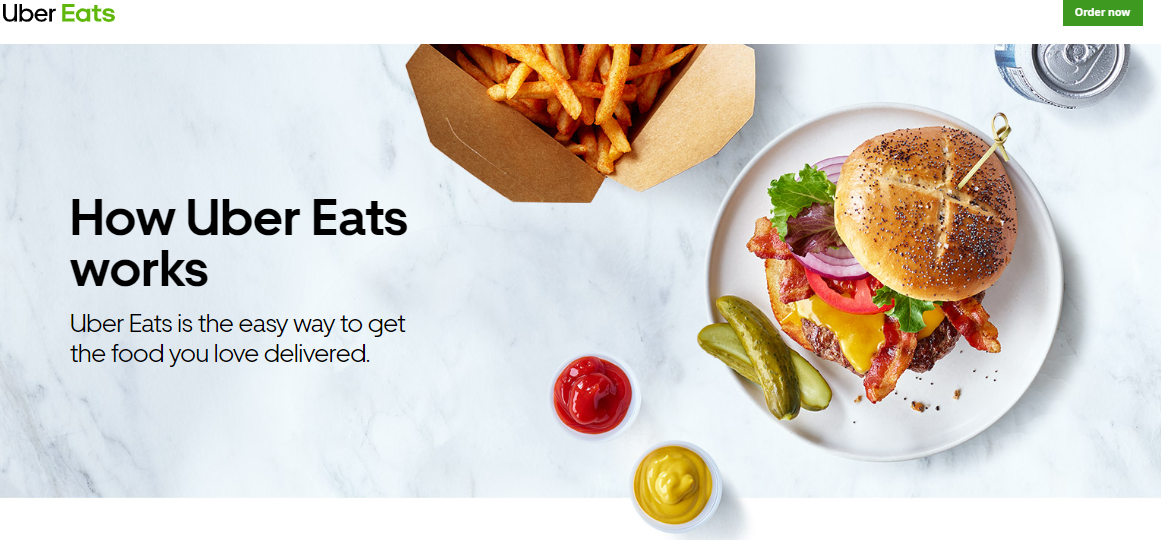 Uber Eats
Order now
How Uber Eats
works
Uber Eats is the easy way to get
the food you love delivered.